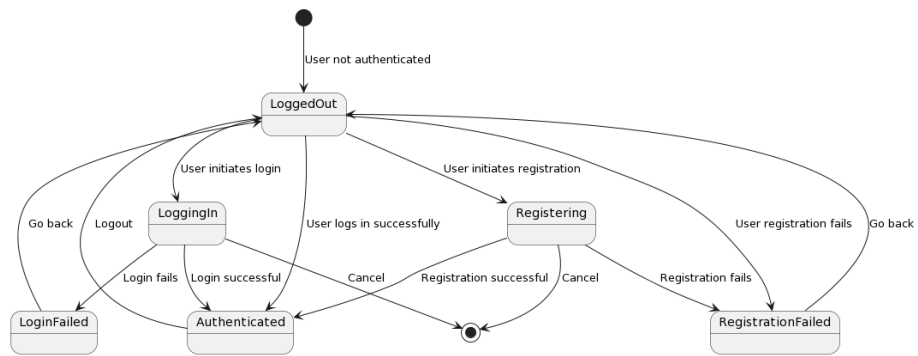 User not authenticated
LoggedOut
User initiates login
User initiates registration
LoggingIn
Registering
Go back
Logout
User logs in successfully
User registration fails
Go back
Login fails
Login successful
Cancel
Registration successful
Cancel
Registration fails
LoginFailed
Authenticated
RegistrationFailed